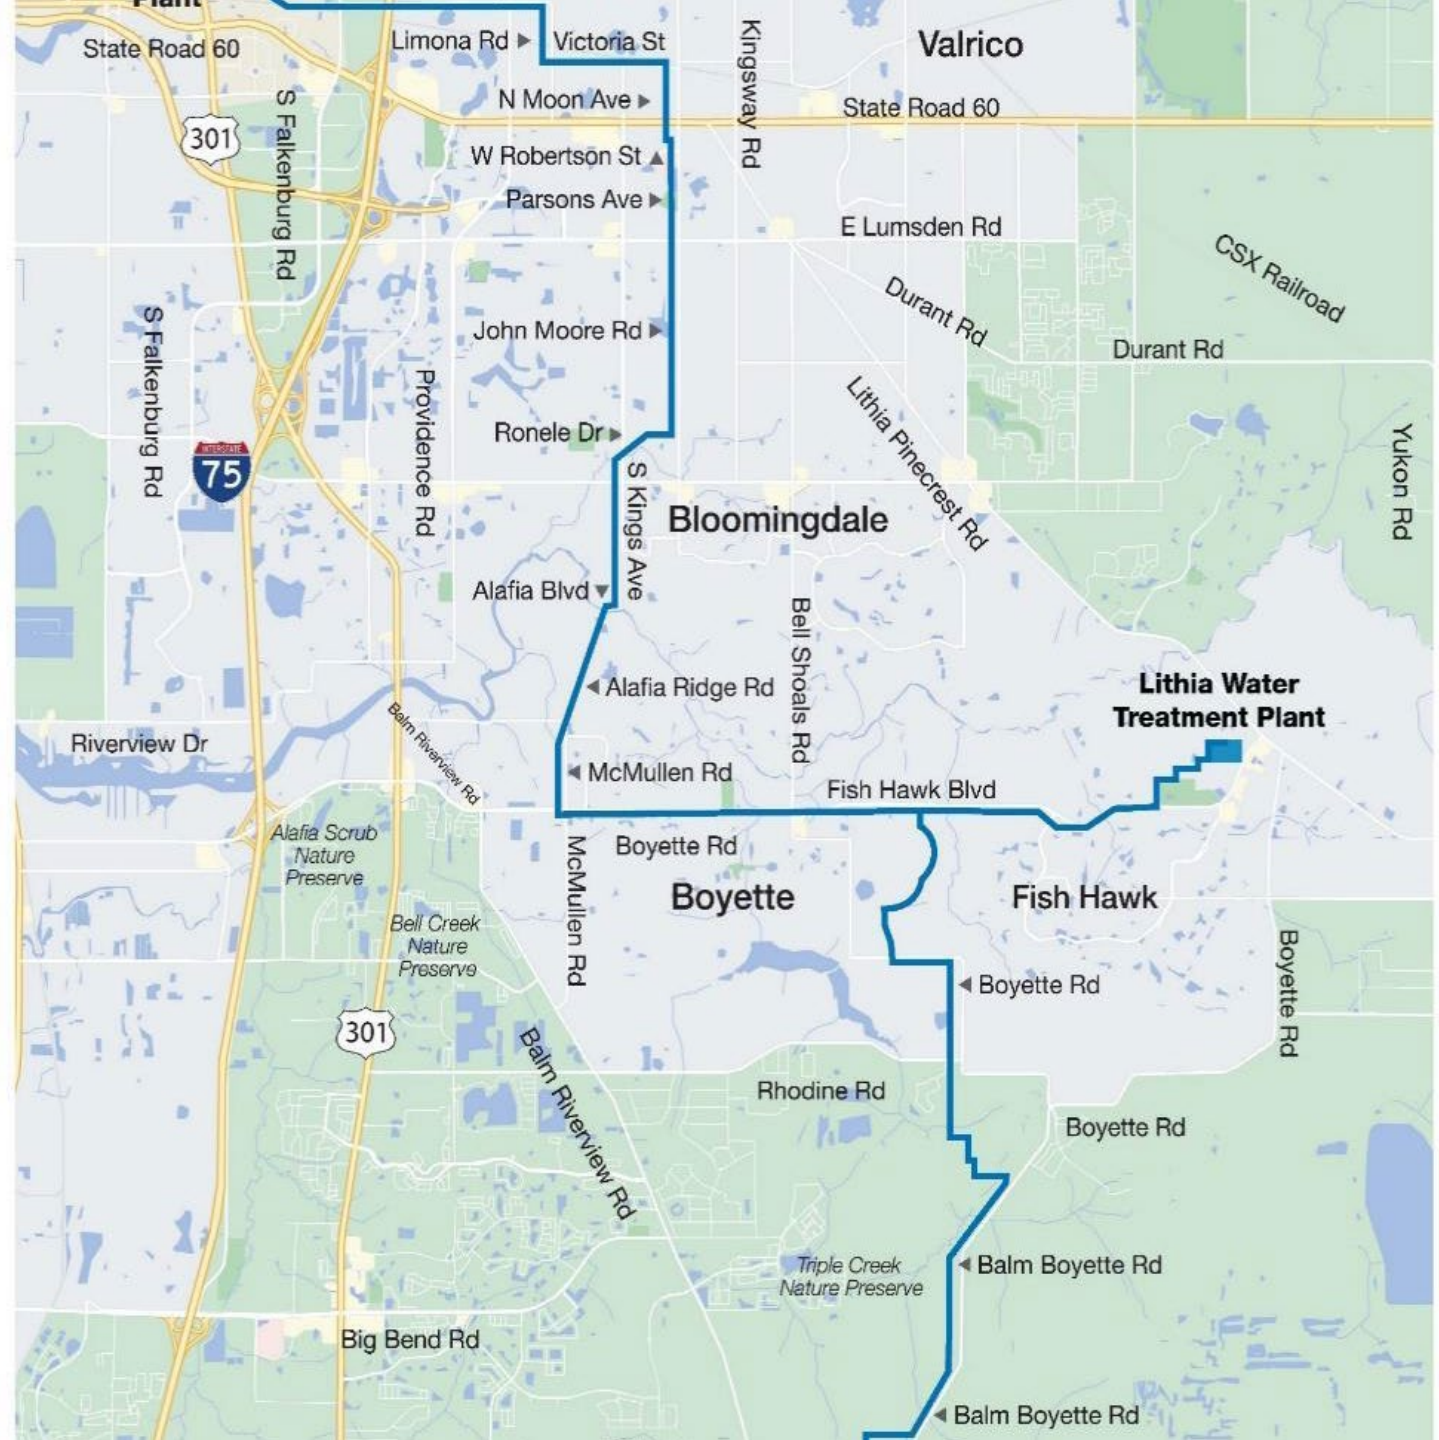 Plant
State Road 60
Limona Rd
Victoria St
Kingsway Rd
Valrico
N Moon Ave
State Road 60
301
S Falkenburg Rd
W Robertson St
Parsons Ave
E Lumsden Rd
CSX Railroad
Durant Rd
S Falkenburg Rd
John Moore Rd
Durant Rd
Providence Rd
Lithia Pinecrest Rd
Ronele Dr
Yukon Rd
INTERSTATE
75
S Kings Ave
Bloomingdale
Alafia Blvd
Bell Shoals Rd
Alafia Ridge Rd
Lithia Water
Treatment Plant
Balm Riverview Rd
Riverview Dr
McMullen Rd
Fish Hawk Blvd
Alafia Scrub
Nature
Preserve
McMullen Rd
Boyette Rd
Boyette
Fish Hawk
Bell Creek
Nature
Preserve
Boyette Rd
Boyette Rd
301
Balm Riverview Rd
Rhodine Rd
Boyette Rd
Triple Creek
Nature Preserve
Balm Boyette Rd
Big Bend Rd
Balm Boyette Rd